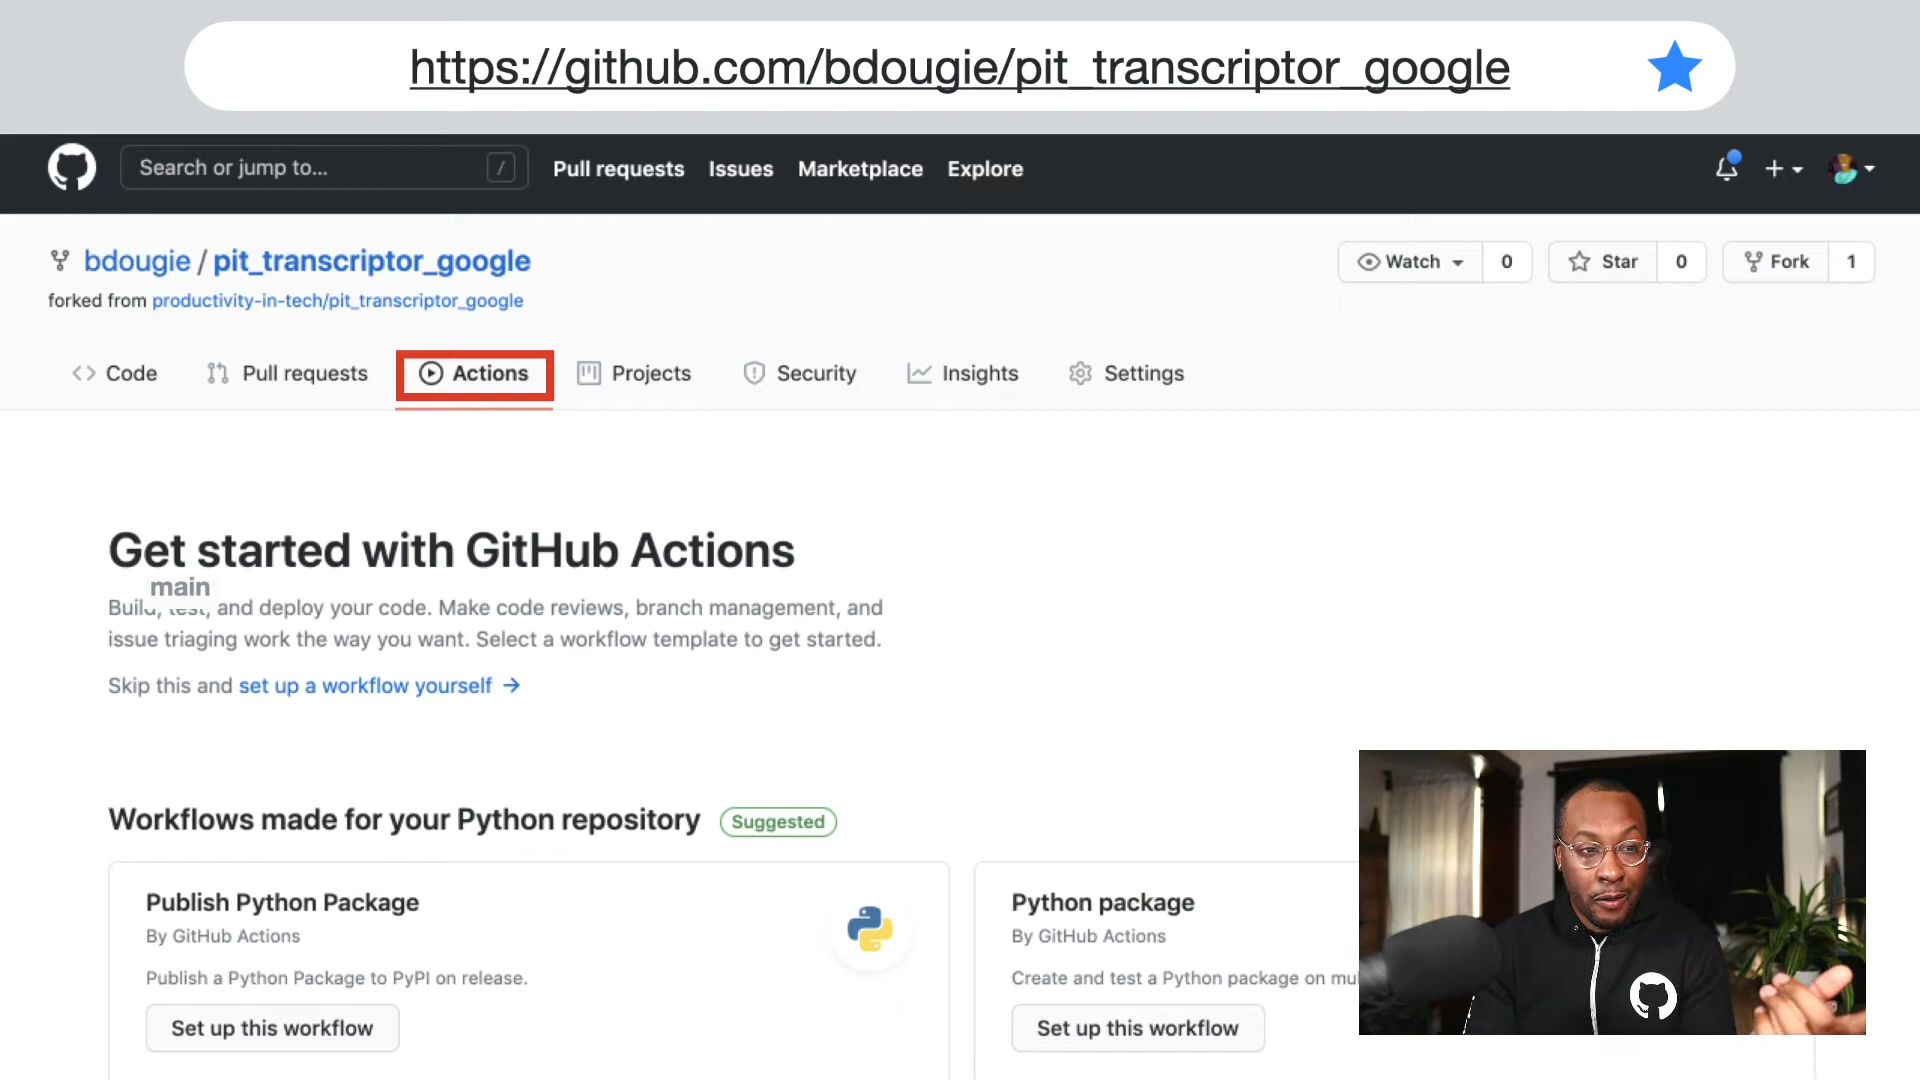 https://github.com/bdougie/pit_transcriptor_google
Search or jump to... /
Pull requests Issues Marketplace Explore
bdougie / pit_transcriptor_google
forked from productivity-in-tech/pit_transcriptor_google
Watch 0 Star 0 Fork 1
Code Pull requests Actions Projects Security Insights Settings
Get started with GitHub Actions
main
Build, test, and deploy your code. Make code reviews, branch management, and
issue triaging work the way you want. Select a workflow template to get started.
Skip this and set up a workflow yourself →
Workflows made for your Python repository Suggested
Publish Python Package
By GitHub Actions
Publish a Python Package to PyPI on release.
Set up this workflow
Python package
By GitHub Actions
Create and test a Python package on mu
Set up this workflow